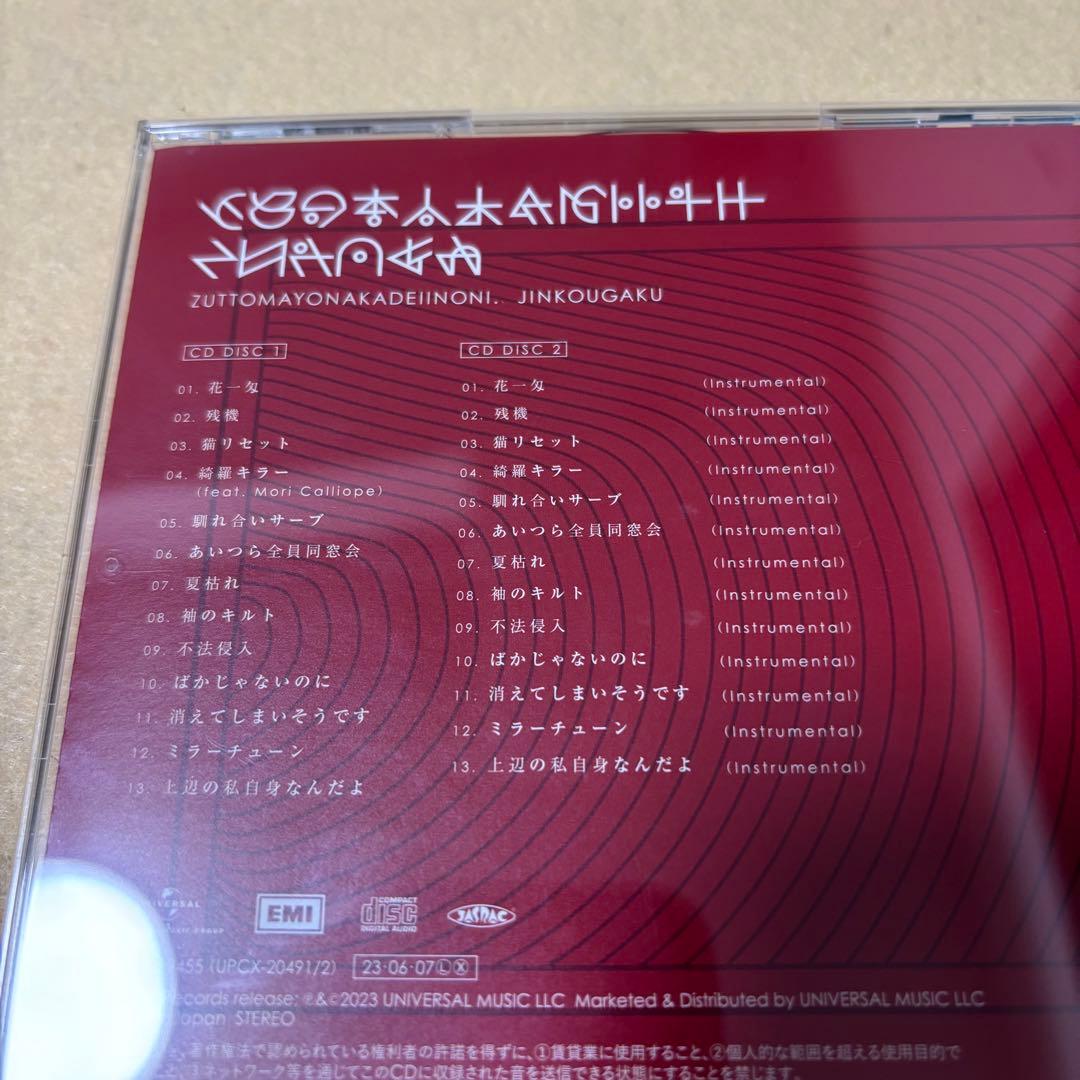 ZUTTOMAYONAKADEIINONI. JINKOUGAKU
CD DISC 1
01. 花一匁
02. 残機
03. 猫リセット
04. 綺羅キラー
(feat. Mori Calliope)
05. 馴れ合いサーブ
06. あいつら全員同窓会
07. 夏枯れ
08. 袖のキルト
09. 不法侵入
10. ばかじゃないのに
11. 消えてしまいそうです
12. ミラーチューン
13. 上辺の私自身なんだよ
CD DISC 2
01. 花一匁 (Instrumental)
02. 残機 (Instrumental)
03. 猫リセット (Instrumental)
04. 綺羅キラー (Instrumental)
05. 馴れ合いサーブ (Instrumental)
06. あいつら全員同窓会 (Instrumental)
07. 夏枯れ (Instrumental)
08. 袖のキルト (Instrumental)
09. 不法侵入 (Instrumental)
10. ばかじゃないのに (Instrumental)
11. 消えてしまいそうです (Instrumental)
12. ミラーチューン (Instrumental)
13. 上辺の私自身なんだよ (Instrumental)
EMI
COMPACT
disc
DIGITAL AUDIO
JASRAC
455 (UPCX-20491/2) 23・06・07 Ⓛ Ⓧ
ecords release: ℗&©2023 UNIVERSAL MUSIC LLC Marketed & Distributed by UNIVERSAL MUSIC LLC
Japan STEREO
著作権法で認められている権利者の許諾を得ずに、①賃貸業に使用すること、②個人的な範囲を超える使用目的で
と、③ネットワーク等を通じてこのCDに収録された音を送信できる状態にすることを禁じます。